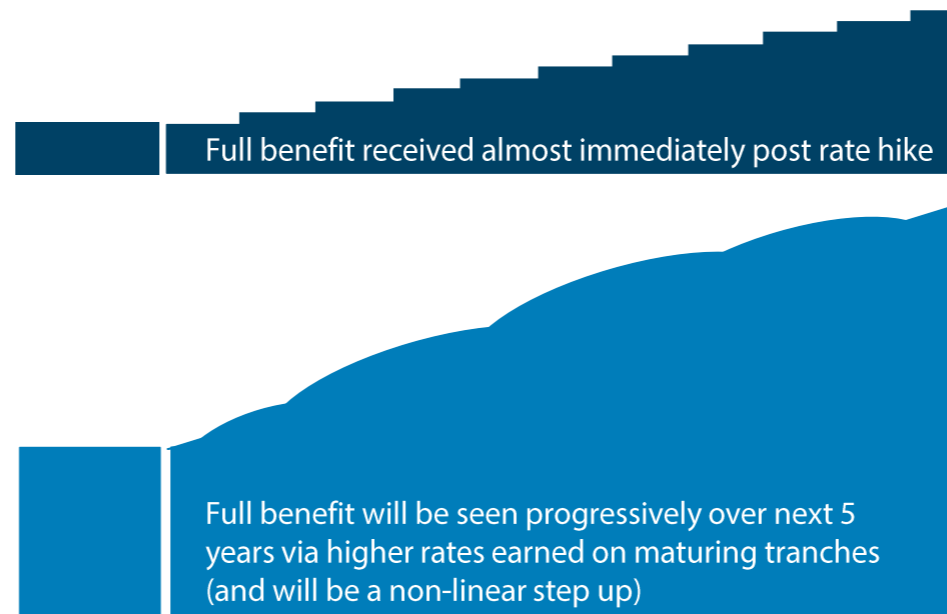 Full benefit received almost immediately post rate hike
Full benefit will be seen progressively over next 5
years via higher rates earned on maturing tranches
(and will be a non-linear step up)